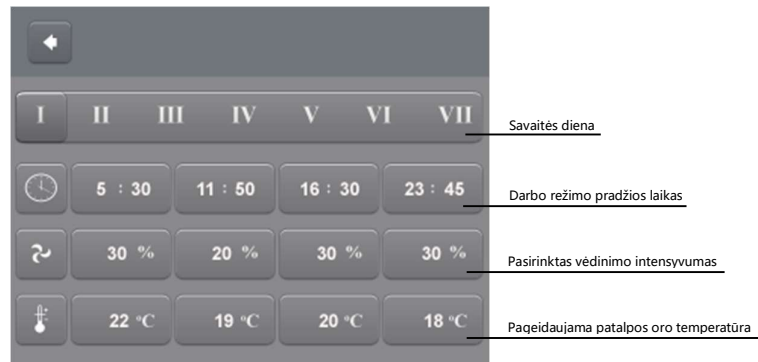 I II III IV V VI VII
Savaitės diena
5 : 30 11 : 50 16 : 30 23 : 45
Darbo režimo pradžios laikas
30 % 20 % 30 % 30 %
Pasirinktas vėdinimo intensyvumas
22 °C 19 °C 20 °C 18 °C
Pageidaujama patalpos oro temperatūra